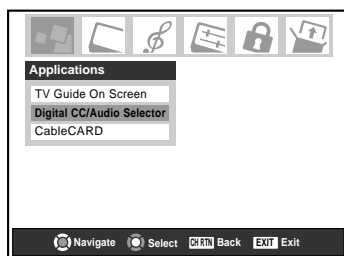 Applications
TV Guide On Screen
Digital CC/Audio Selector
CableCARD
Navigate Select CH RTN Back EXIT Exit